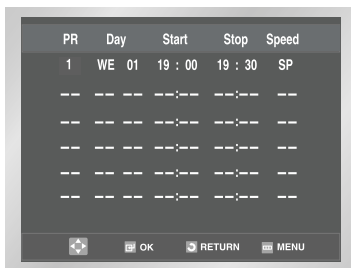 PR Day Start Stop Speed
1 WE 01 19 : 00 19 : 30 SP
–– –– –– ––:–– ––:–– ––
–– –– –– ––:–– ––:–– ––
–– –– –– ––:–– ––:–– ––
–– –– –– ––:–– ––:–– ––
–– –– –– ––:–– ––:–– ––
OK RETURN MENU